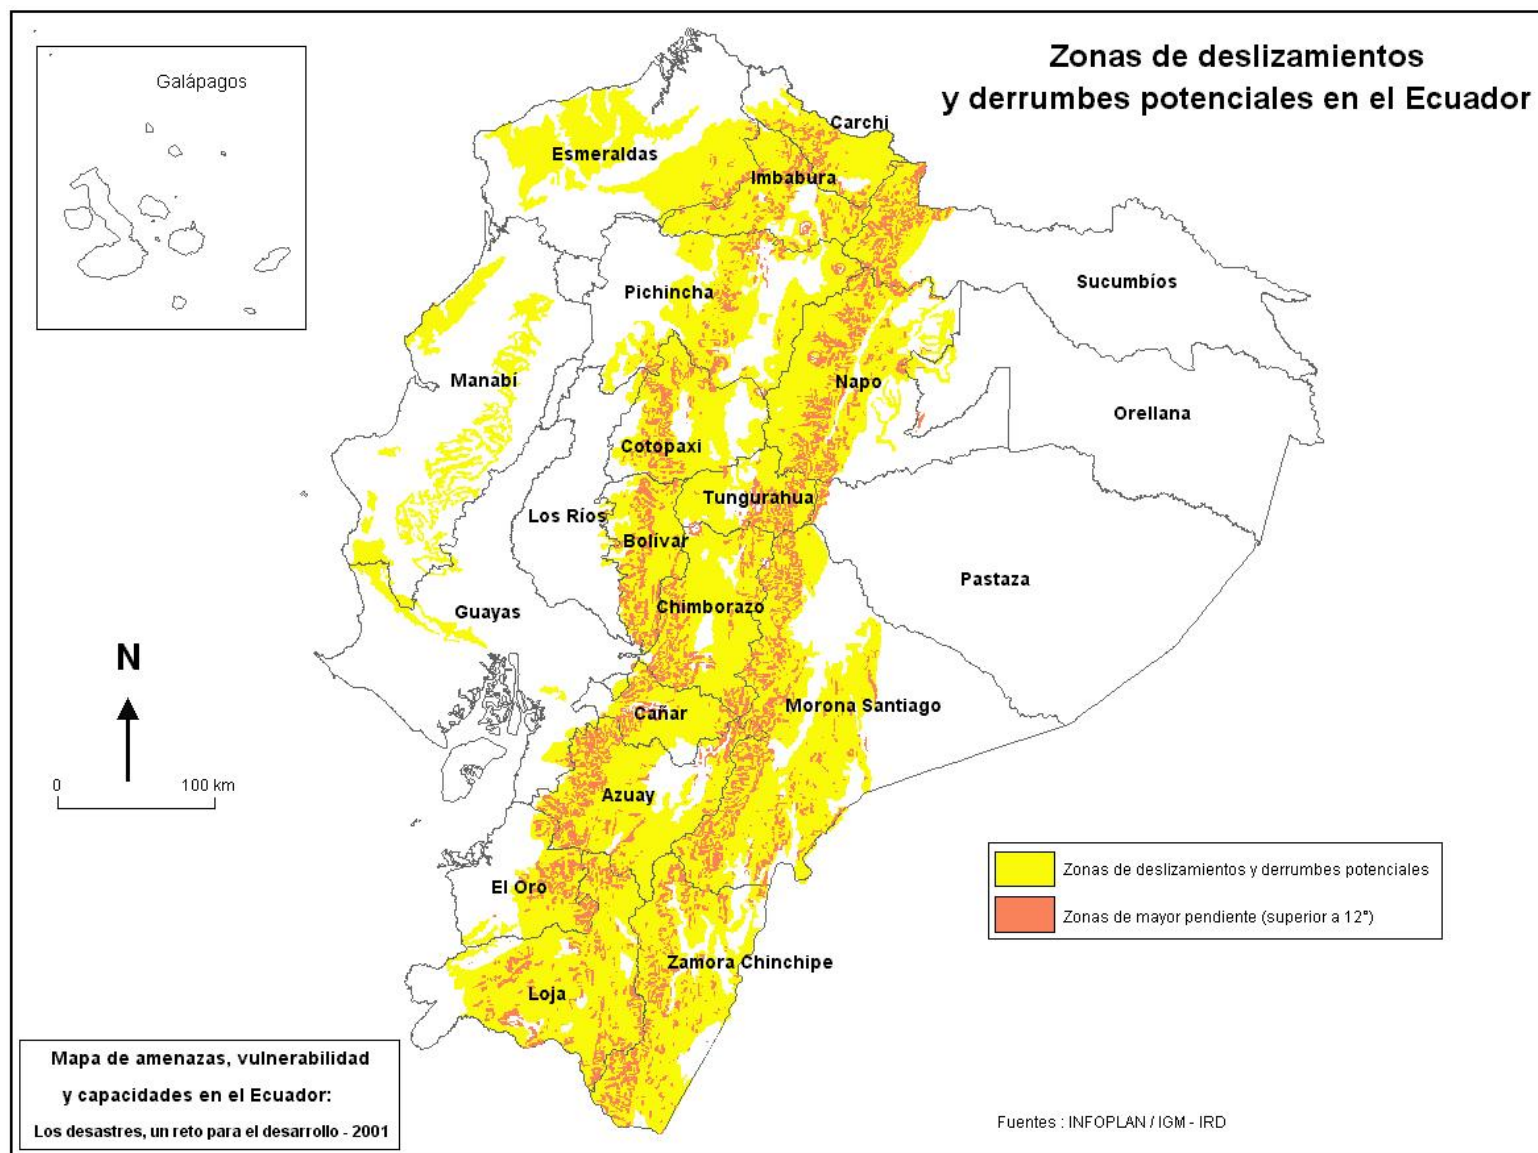 Zonas de deslizamientos
y derrumbes potenciales en el Ecuador
Galápagos
Carchi
Esmeraldas
Imbabura
Sucumbíos
Pichincha
Manabí
Napo
Orellana
Cotopaxi
Tungurahua
Los Ríos
Bolívar
Pastaza
Chimborazo
Guayas
N
Morona Santiago
Cañar
0 100 km
Azuay
El Oro
Zamora Chinchipe
Loja
Zonas de deslizamientos y derrumbes potenciales
Zonas de mayor pendiente (superior a 12°)
Mapa de amenazas, vulnerabilidad
y capacidades en el Ecuador:
Los desastres, un reto para el desarrollo - 2001
Fuentes : INFOPLAN / IGM - IRD